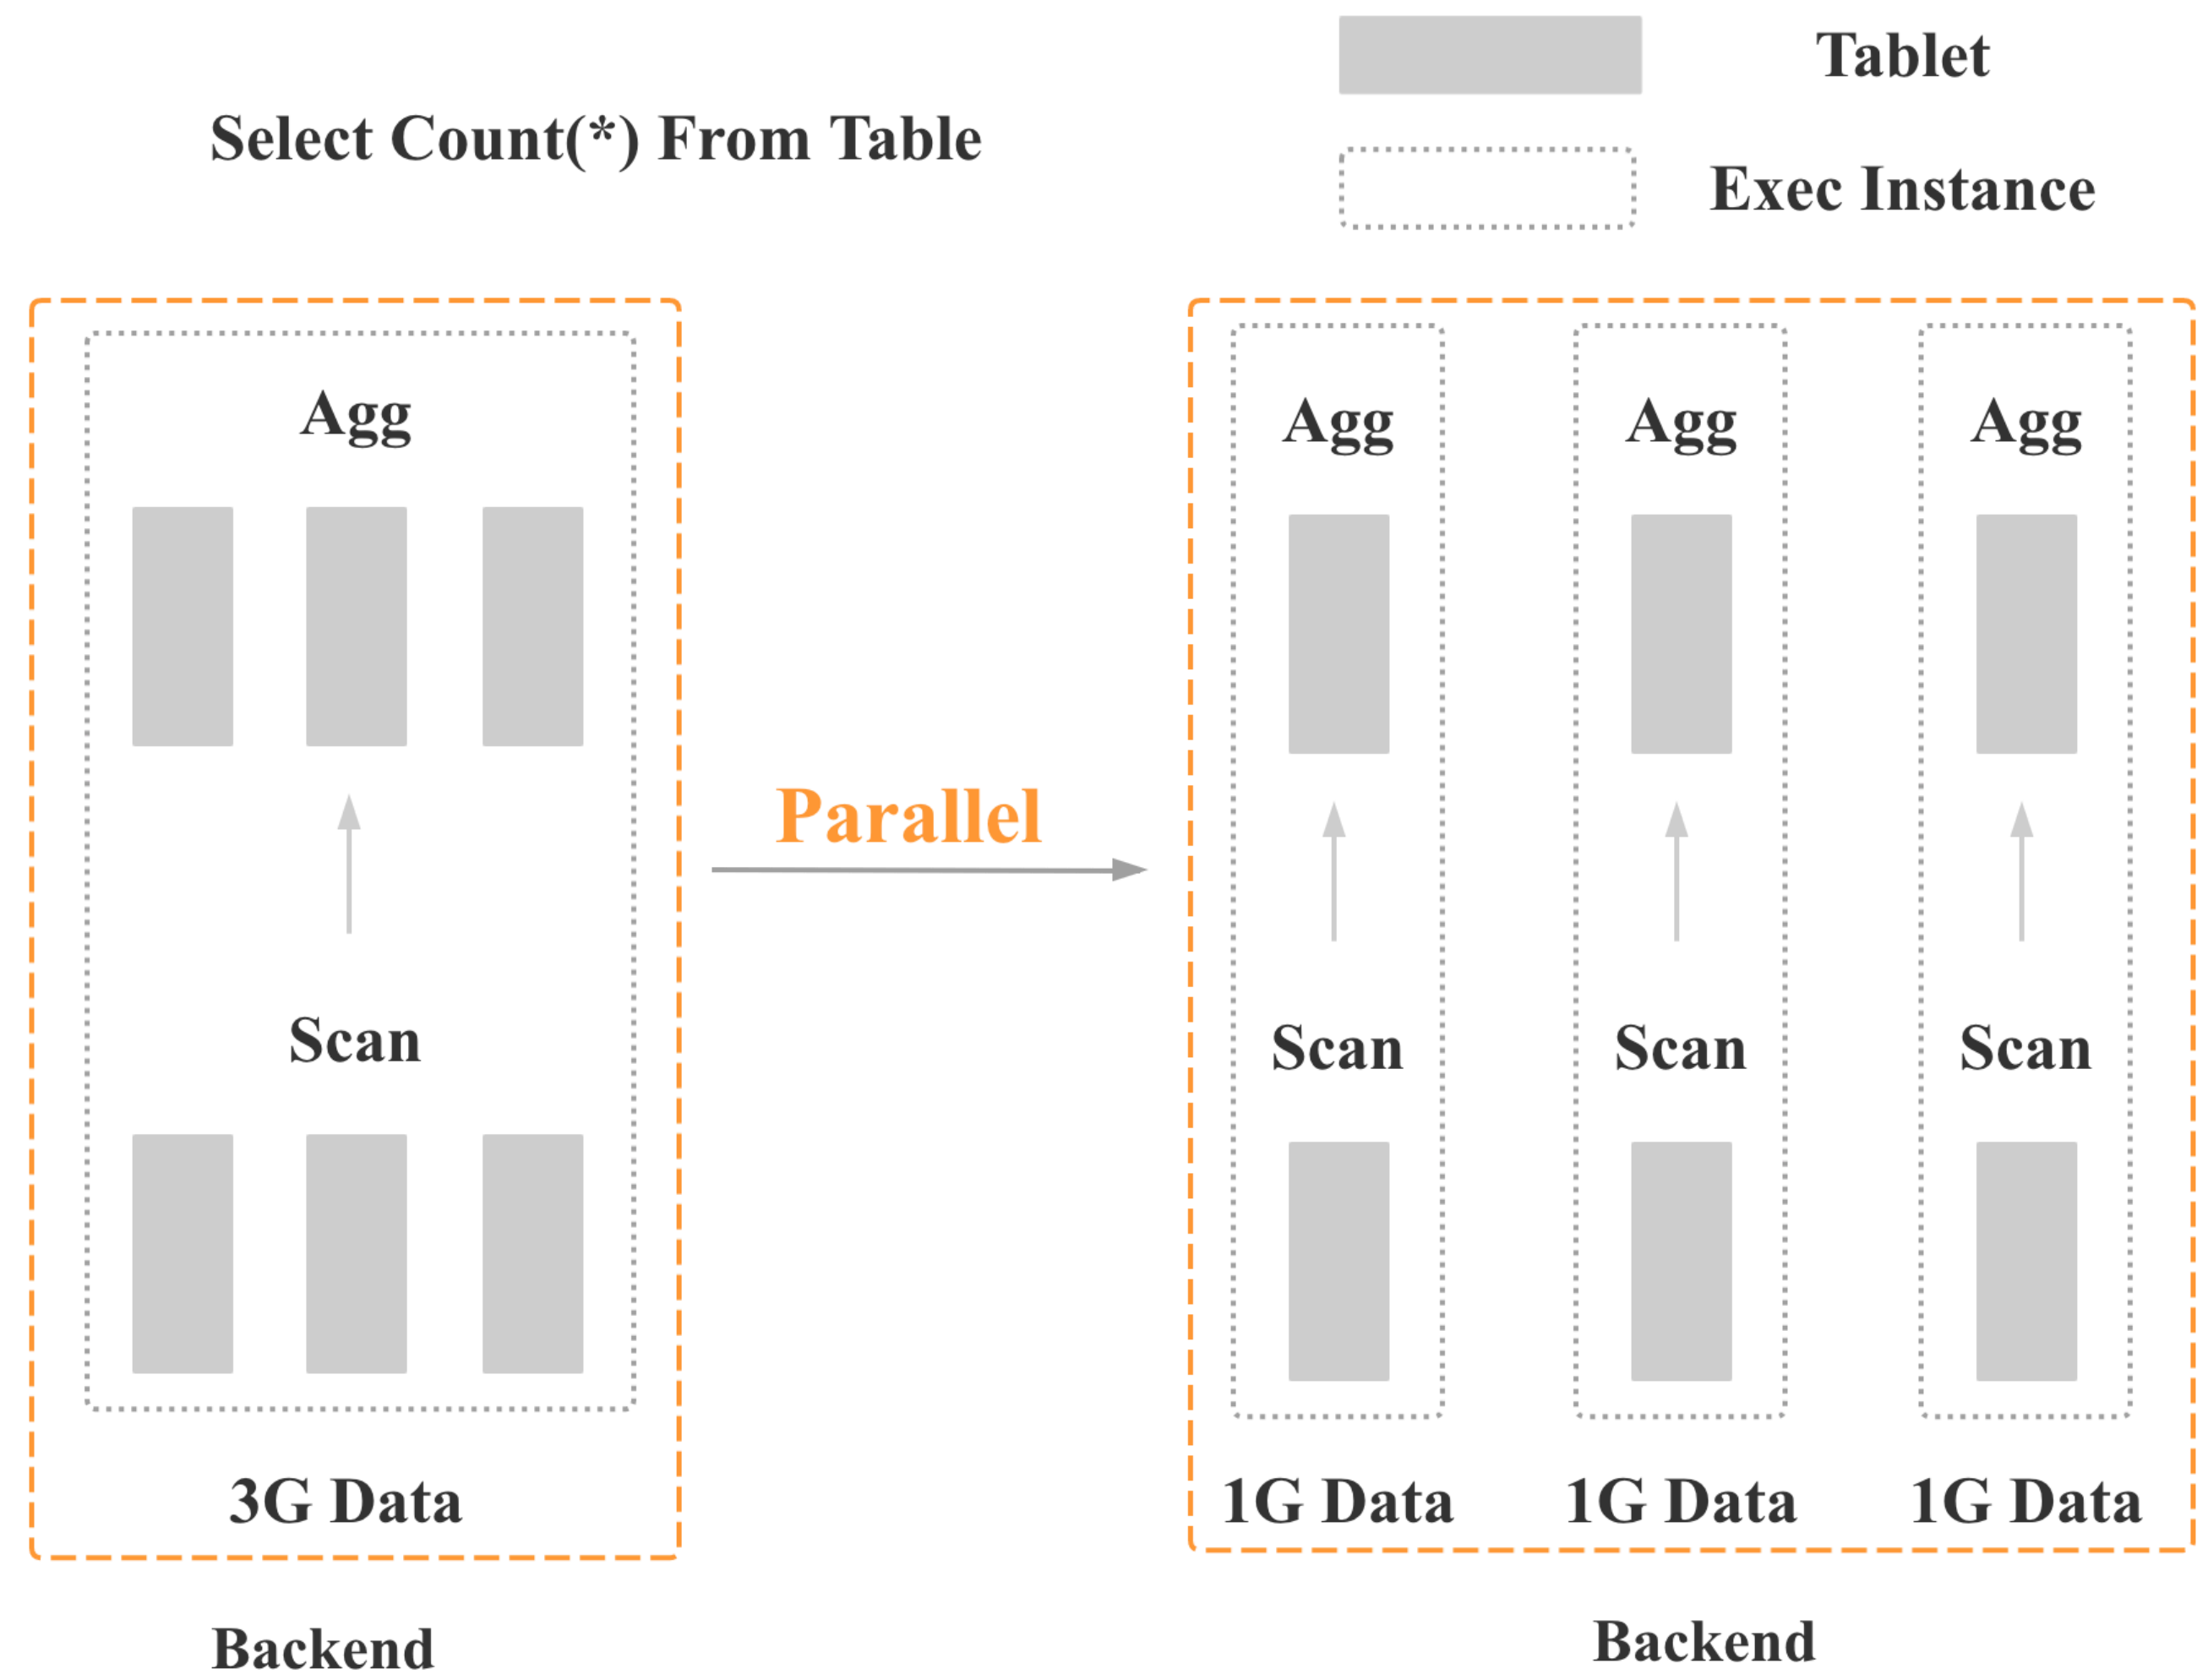 Select Count(*) From Table
Tablet
Exec Instance
Agg
Scan
3G Data
Backend
Parallel
Agg
Agg
Agg
Scan
Scan
Scan
1G Data
1G Data
1G Data
Backend